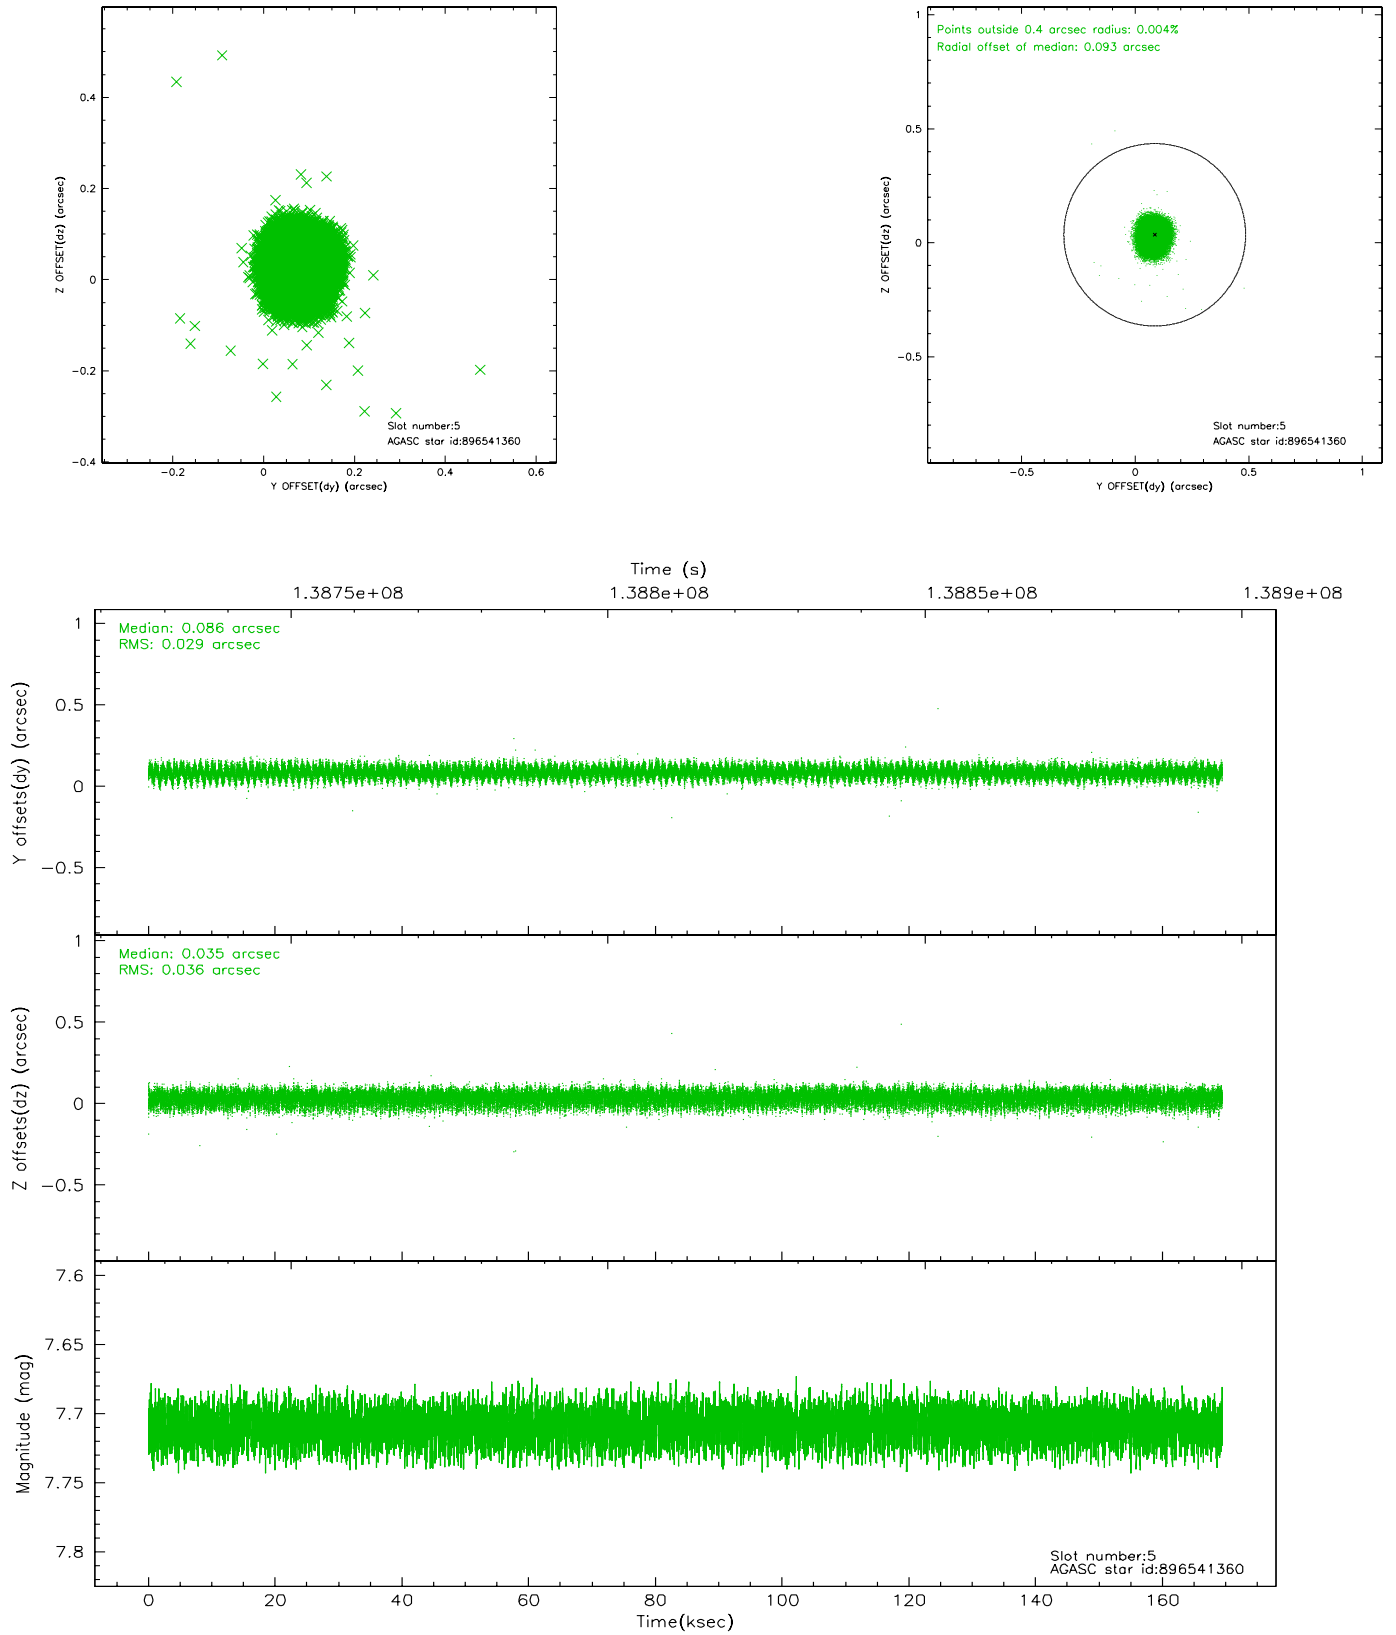 0.4
0.2
0
−0.2
−0.4
Z OFFSET(dz) (arcsec)
Slot number:5
AGASC star id:896541360
−0.2
0
0.2
0.4
0.6
Y OFFSET(dy) (arcsec)
Points outside 0.4 arcsec radius: 0.004%
Radial offset of median: 0.093 arcsec
1
0.5
0
−0.5
Z OFFSET(dz) (arcsec)
Slot number:5
AGASC star id:896541360
−0.5
0
0.5
1
Y OFFSET(dy) (arcsec)
Time (s)
1.3875e+08
1.388e+08
1.3885e+08
1.389e+08
Median: 0.086 arcsec
RMS: 0.029 arcsec
1
0.5
0
−0.5
Y offsets(dy) (arcsec)
Median: 0.035 arcsec
RMS: 0.036 arcsec
1
0.5
0
−0.5
Z offsets(dz) (arcsec)
7.6
7.65
7.7
7.75
7.8
Magnitude (mag)
Slot number:5
AGASC star id:896541360
0
20
40
60
80
100
120
140
160
Time(ksec)